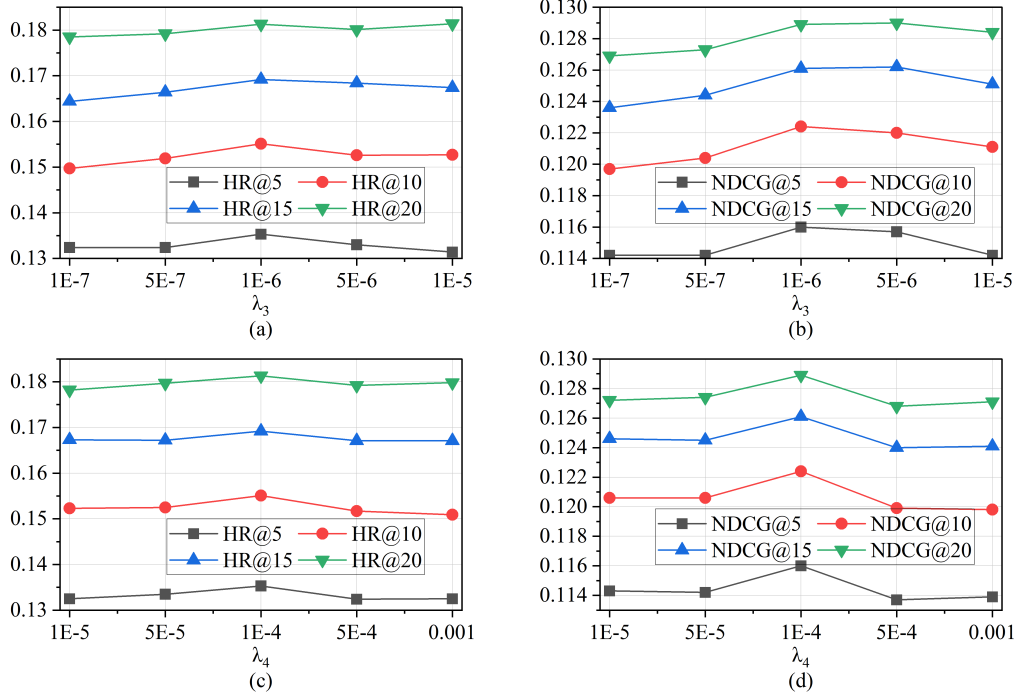 0.18
0.17
0.16
0.15
0.14
0.13
HR@5 HR@10
HR@15 HR@20
1E-7 5E-7 1E-6 5E-6 1E-5
λ3
(a)
0.130
0.128
0.126
0.124
0.122
0.120
0.118
0.116
0.114
NDCG@5 NDCG@10
NDCG@15 NDCG@20
1E-7 5E-7 1E-6 5E-6 1E-5
λ3
(b)
0.18
0.17
0.16
0.15
0.14
0.13
HR@5 HR@10
HR@15 HR@20
1E-5 5E-5 1E-4 5E-4 0.001
λ4
(c)
0.130
0.128
0.126
0.124
0.122
0.120
0.118
0.116
0.114
NDCG@5 NDCG@10
NDCG@15 NDCG@20
1E-5 5E-5 1E-4 5E-4 0.001
λ4
(d)